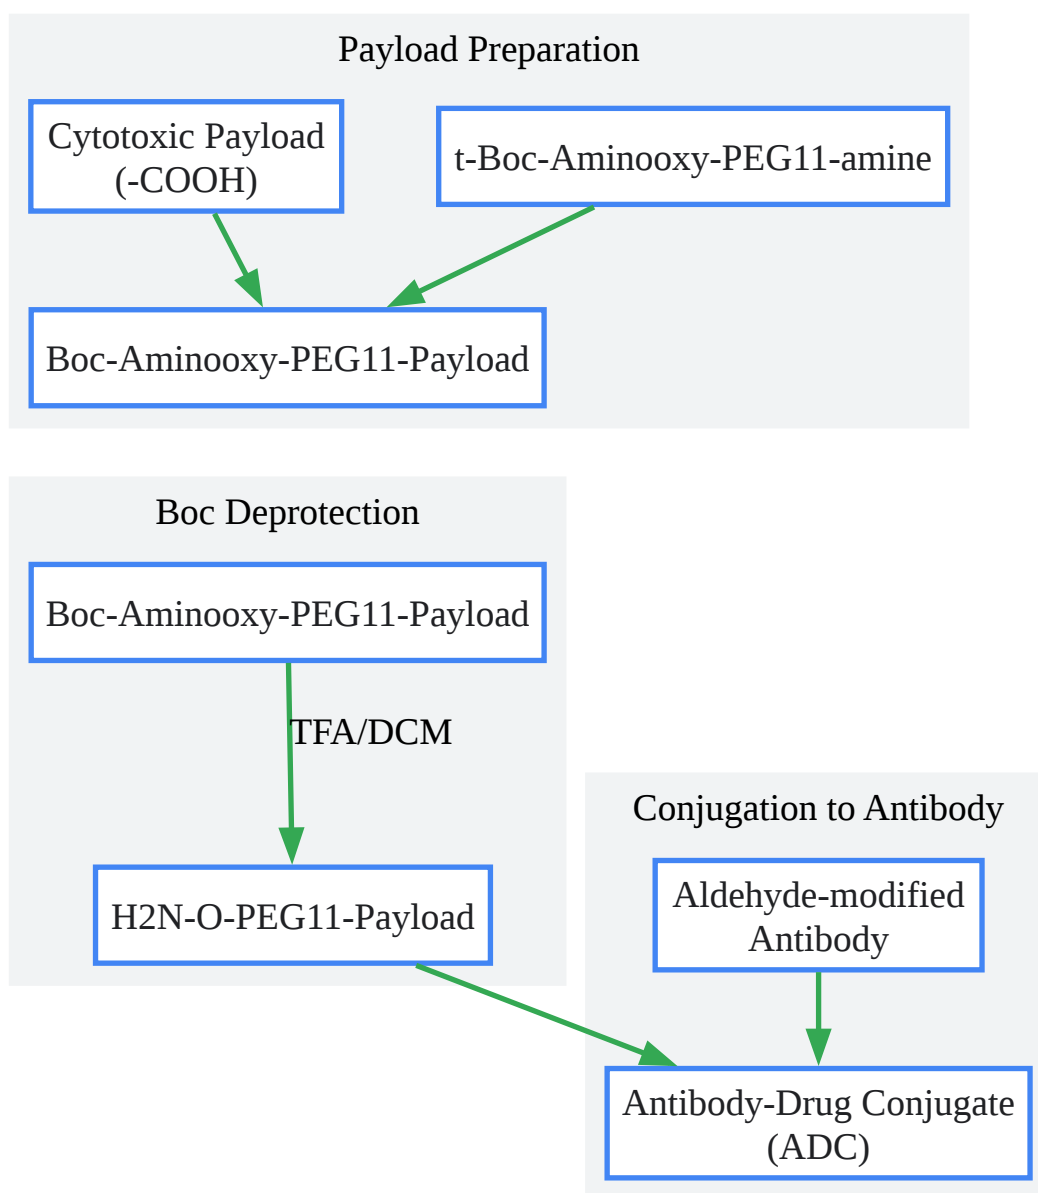 Payload Preparation
Cytotoxic Payload
(-COOH)
t-Boc-Aminooxy-PEG11-amine
Boc-Aminooxy-PEG11-Payload
Boc Deprotection
Boc-Aminooxy-PEG11-Payload
TFA/DCM
H2N-O-PEG11-Payload
Conjugation to Antibody
Aldehyde-modified
Antibody
Antibody-Drug Conjugate
(ADC)